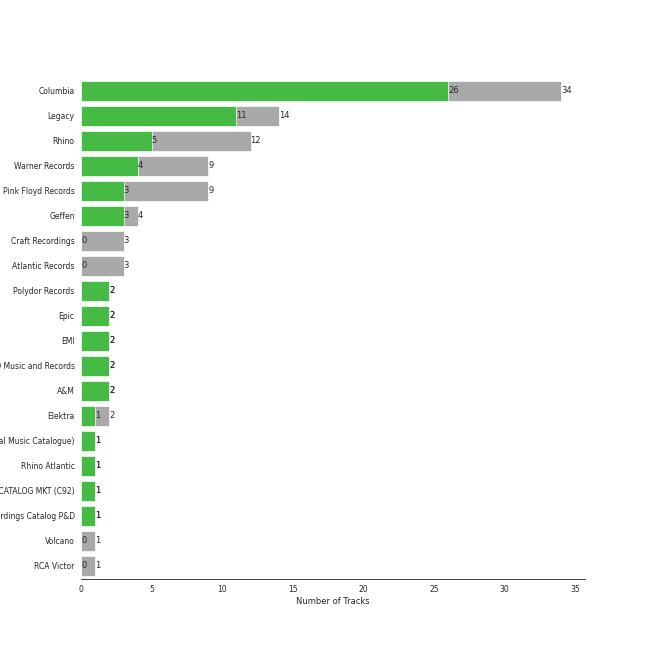 Columbia 26 34
Legacy 11 14
Rhino 5 12
Warner Records 4 9
Pink Floyd Records 3 9
Geffen 3 4
Craft Recordings 0 3
Atlantic Records 0 3
Polydor Records 2
Epic 2
EMI 2
Music and Records 2
A&M 2
Elektra 1 2
Music Catalogue) 1
Rhino Atlantic 1
CATALOG MKT (C92) 1
Catalog P&D 1
Volcano 0 1
RCA Victor 0 1
0 5 10 15 20 25 30 35
Number of Tracks